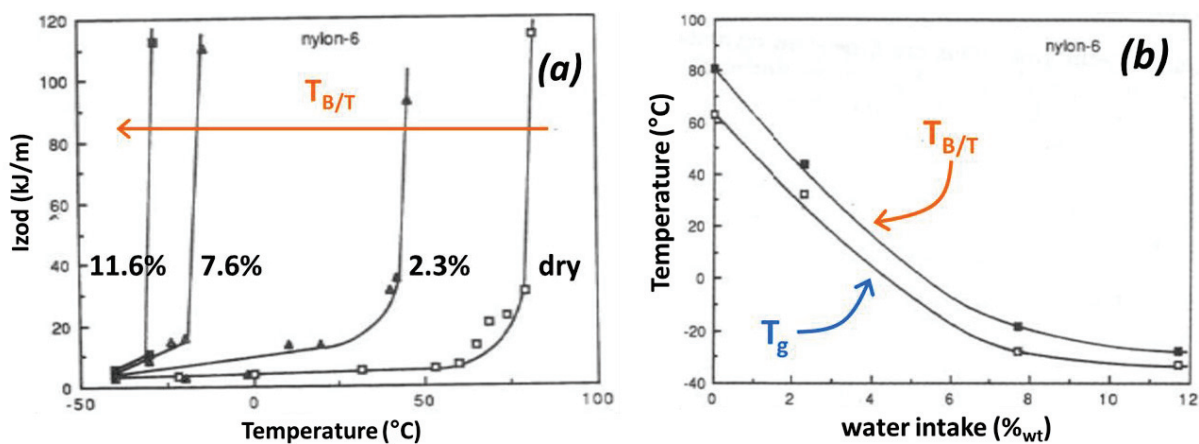 nylon-6
(a)
T_B/T
Izod (kJ/m)
120
100
80
60
40
20
0
11.6%
7.6%
2.3%
dry
-50
0
50
100
Temperature (°C)
nylon-6
(b)
T_B/T
T_g
Temperature (°C)
100
80
60
40
20
0
-20
-40
0
2
4
6
8
10
12
water intake (%wt)